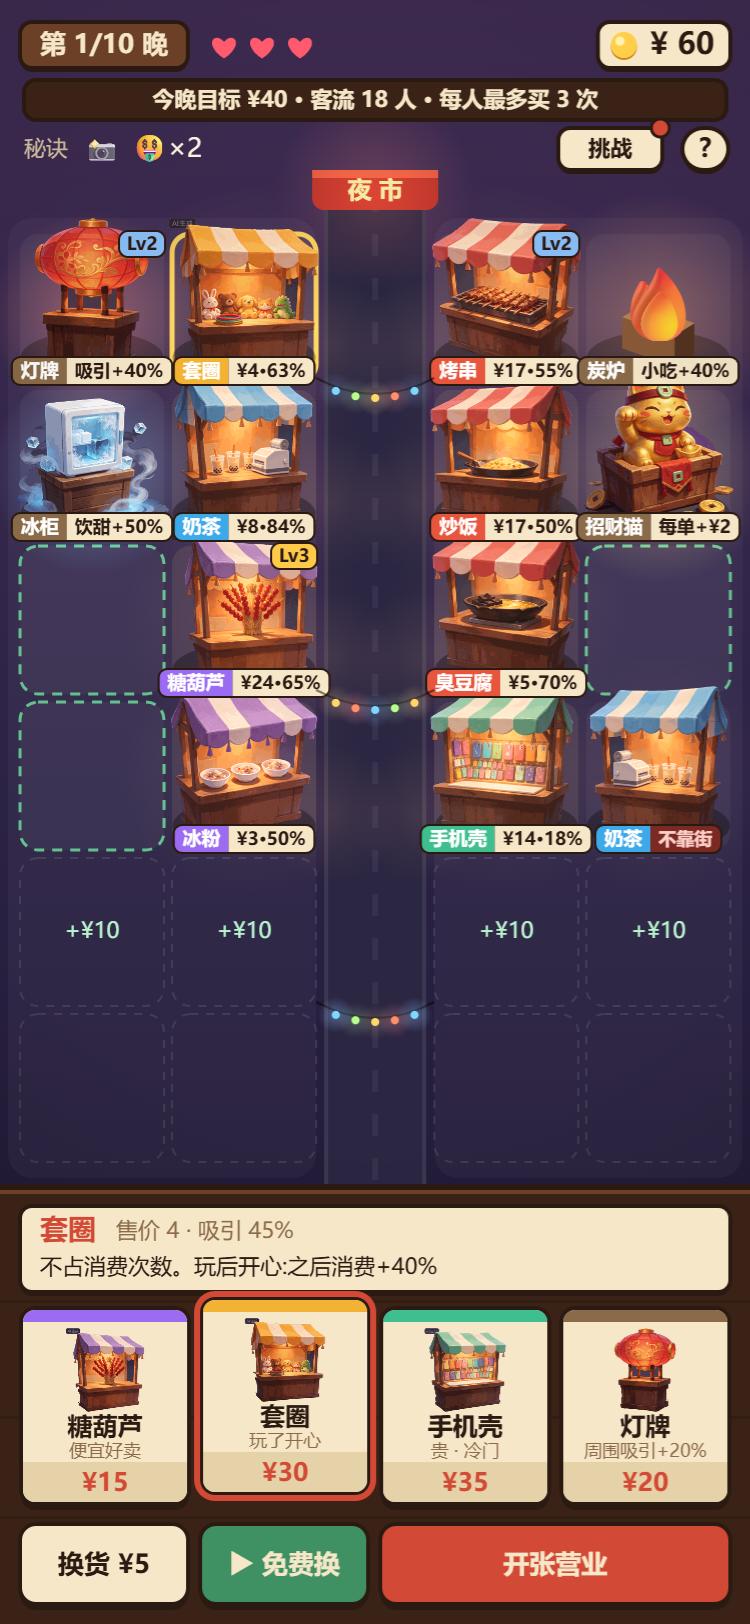 第 1/10 晚
¥ 60
今晚目标 ¥40 • 客流 18 人 • 每人最多买 3 次
秘诀 ×2
挑战
?
夜 市
Lv2
Lv2
灯牌 吸引+40%
套圈 ¥4•63%
烤串 ¥17•55%
炭炉 小吃+40%
冰柜 饮甜+50%
奶茶 ¥8•84%
炒饭 ¥17•50%
招财猫 每单+¥2
Lv3
糖葫芦 ¥24•65%
臭豆腐 ¥5•70%
冰粉 ¥3•50%
手机壳 ¥14•18%
奶茶 不靠街
+¥10
+¥10
+¥10
+¥10
套圈 售价 4 · 吸引 45%
不占消费次数。玩后开心:之后消费+40%
糖葫芦
便宜好卖
¥15
套圈
玩了开心
¥30
手机壳
贵 · 冷门
¥35
灯牌
周围吸引+20%
¥20
换货 ¥5
▶ 免费换
开张营业